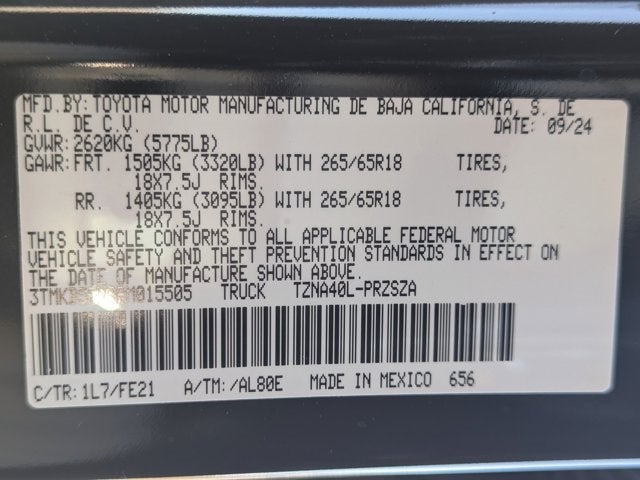 MFD.BY: TOYOTA MOTOR MANUFACTURING DE BAJA CALIFORNIA, S. DE
R.L. DE C.V. DATE: 09/24
GVWR: 2620KG (5775LB)
GAWR: FRT. 1505KG (3320LB) WITH 265/65R18 TIRES,
18X7.5J RIMS.
RR. 1405KG (3095LB) WITH 265/65R18 TIRES,
18X7.5J RIMS.
THIS VEHICLE CONFORMS TO ALL APPLICABLE FEDERAL MOTOR
VEHICLE SAFETY AND THEFT PREVENTION STANDARDS IN EFFECT ON
THE DATE OF MANUFACTURE SHOWN ABOVE.
TRUCK TZNA40L-PRZSZA
C/TR: 1L7/FE21 A/TM: /AL80E MADE IN MEXICO 656